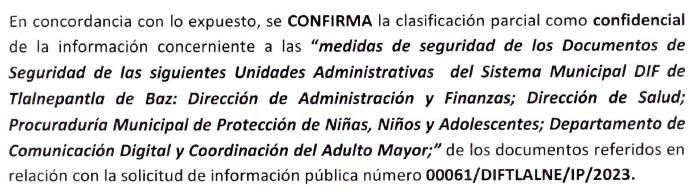 En concordancia con lo expuesto, se CONFIRMA la clasificación parcial como confidencial
de la información concerniente a las “medidas de seguridad de los Documentos de
Seguridad de las siguientes Unidades Administrativas del Sistema Municipal DIF de
Tlalnepantla de Baz: Dirección de Administración y Finanzas; Dirección de Salud;
Procuraduría Municipal de Protección de Niñas, Niños y Adolescentes; Departamento de
Comunicación Digital y Coordinación del Adulto Mayor;” de los documentos referidos en
relación con la solicitud de información pública número 00061/DIFTLALNE/IP/2023.